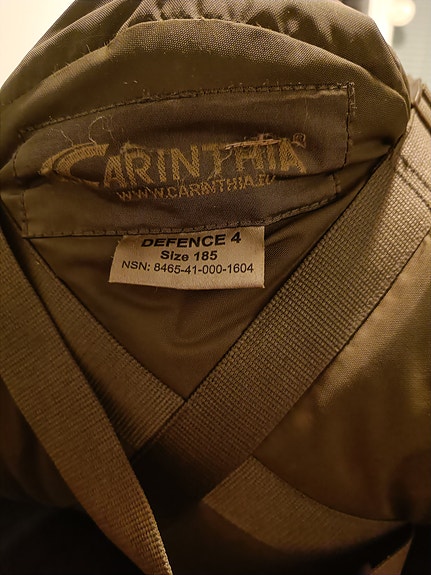 CARINTHIA®
WWW.CARINTHIA.EU
DEFENCE 4
Size 185
NSN: 8465-41-000-1604